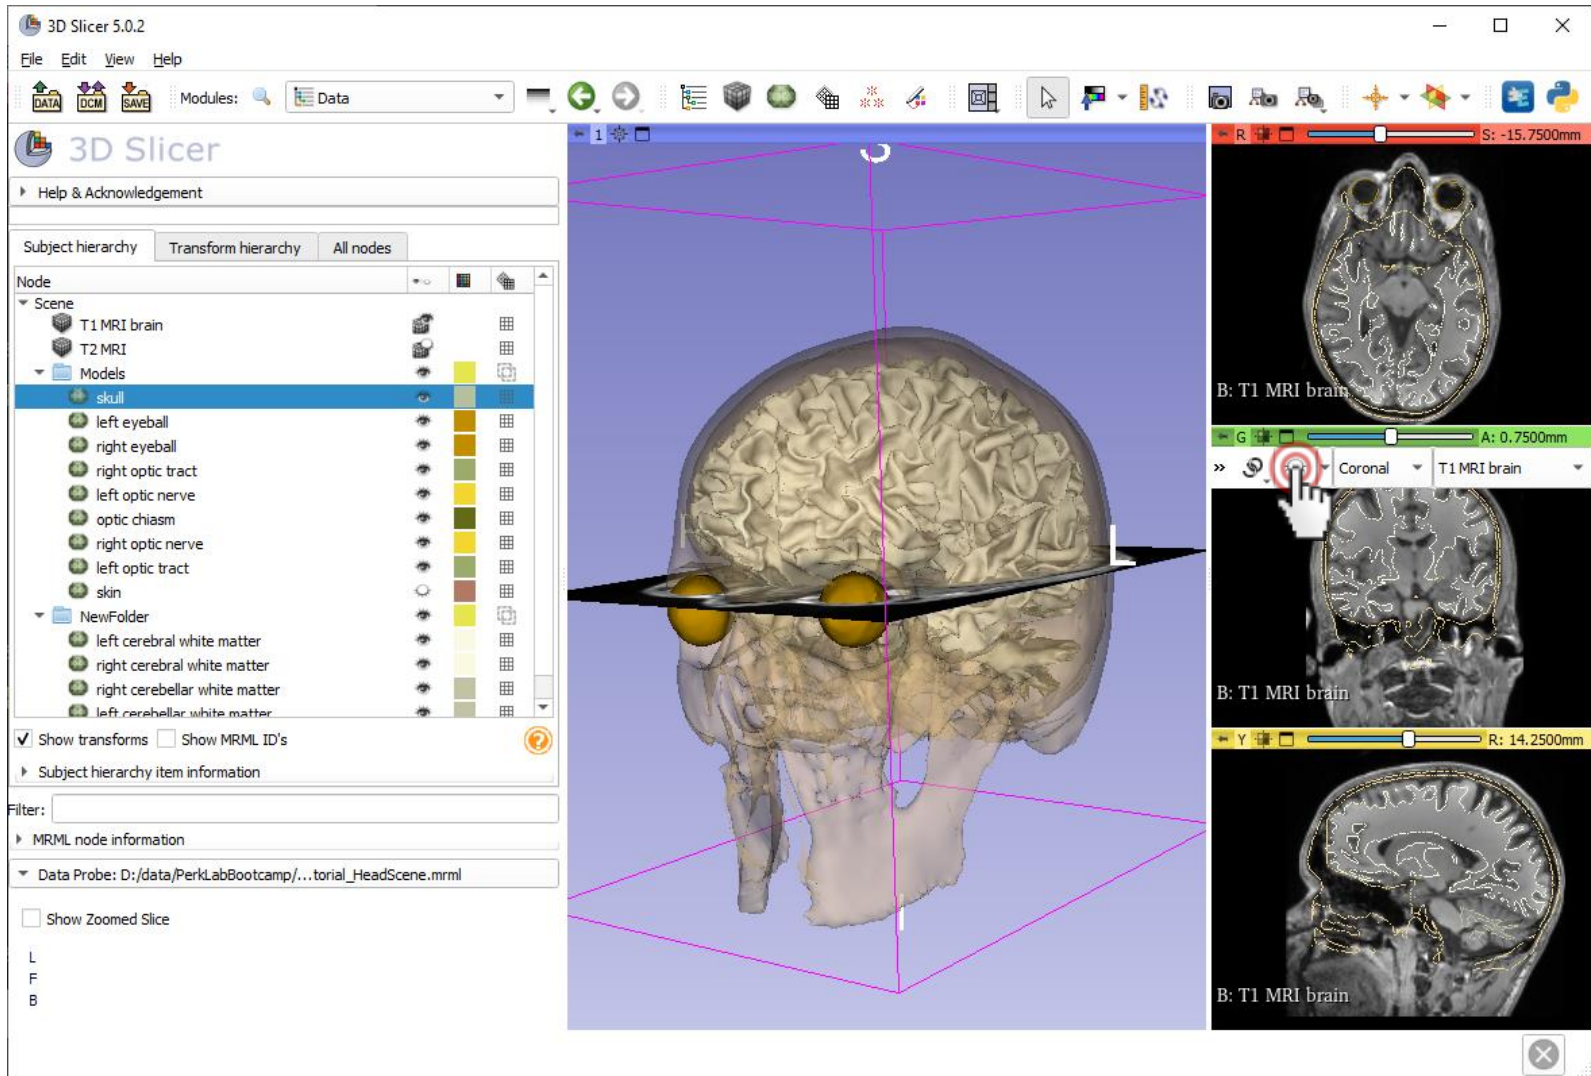 3D Slicer 5.0.2
File Edit View Help
DATA DCM SAVE Modules: Data
1
R S: -15.7500mm
3D Slicer
S
Help & Acknowledgement
Subject hierarchy Transform hierarchy All nodes
Node
Scene
T1 MRI brain
T2 MRI
Models
skull
B: T1 MRI brain
left eyeball
right eyeball
G A: 0.7500mm
right optic tract
» Coronal T1 MRI brain
left optic nerve
optic chiasm
right optic nerve
L
left optic tract
skin
NewFolder
left cerebral white matter
right cerebral white matter
right cerebellar white matter
B: T1 MRI brain
left cerebellar white matter
Show transforms Show MRML ID's ?
Y R: 14.2500mm
Subject hierarchy item information
Filter:
MRML node information
Data Probe: D:/data/PerkLabBootcamp/...torial_HeadScene.mrml
Show Zoomed Slice
I
L
F
B
B: T1 MRI brain